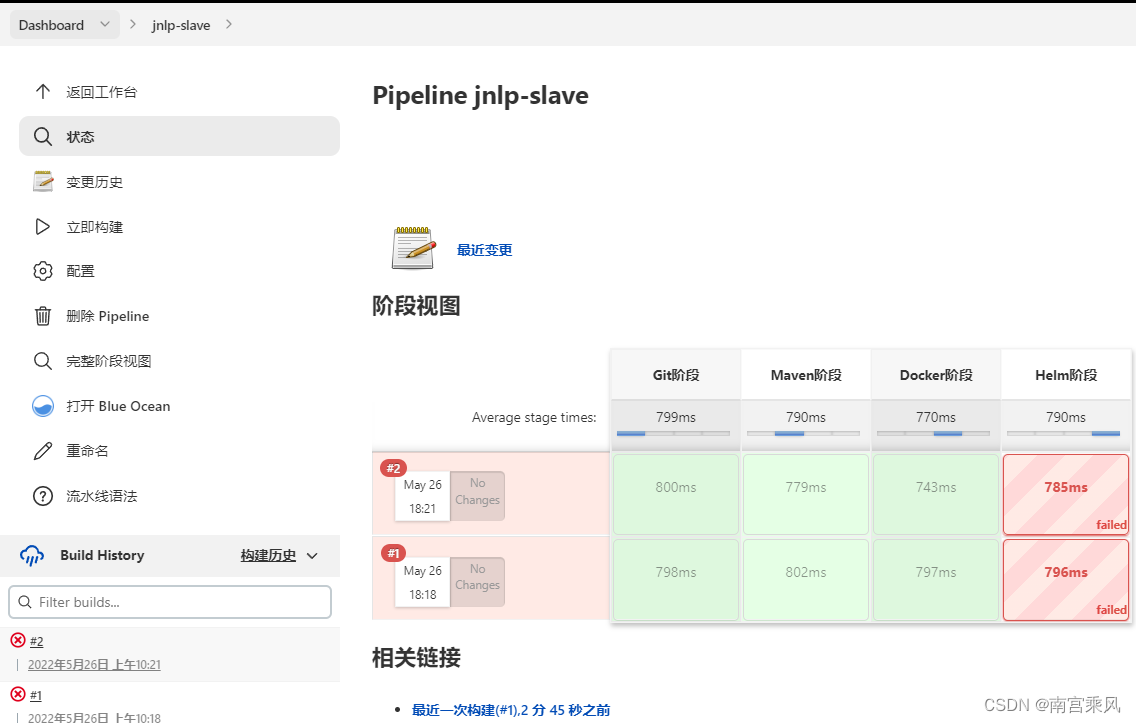 Dashboard
jnlp-slave
返回工作台
状态
变更历史
立即构建
配置
删除 Pipeline
完整阶段视图
打开 Blue Ocean
重命名
流水线语法
Build History
构建历史
Filter builds...
#2
2022年5月26日 上午10:21
#1
2022年5月26日 上午10:18
Pipeline jnlp-slave
最近变更
阶段视图
Git阶段
Maven阶段
Docker阶段
Helm阶段
Average stage times:
799ms
790ms
770ms
790ms
#2
May 26
18:21
No
Changes
800ms
779ms
743ms
785ms
failed
#1
May 26
18:18
No
Changes
798ms
802ms
797ms
796ms
failed
相关链接
最近一次构建(#1),2 分 45 秒之前
CSDN @南宫乘风